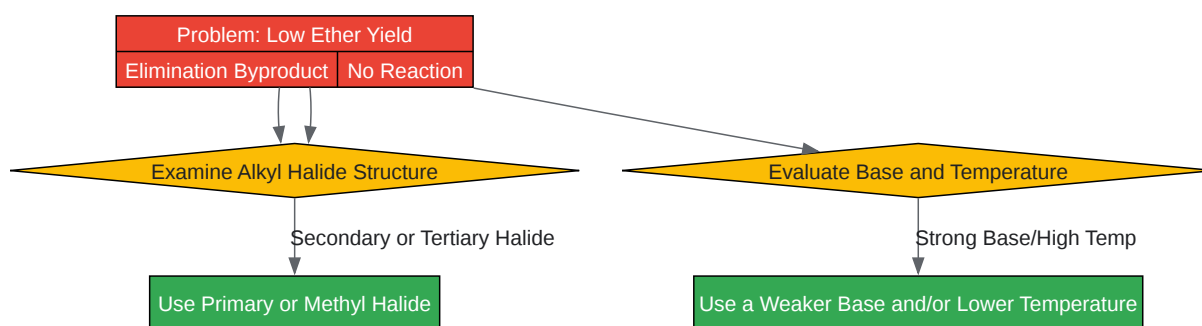 Problem: Low Ether Yield
Elimination Byproduct
No Reaction
Examine Alkyl Halide Structure
Evaluate Base and Temperature
Secondary or Tertiary Halide
Strong Base/High Temp
Use Primary or Methyl Halide
Use a Weaker Base and/or Lower Temperature